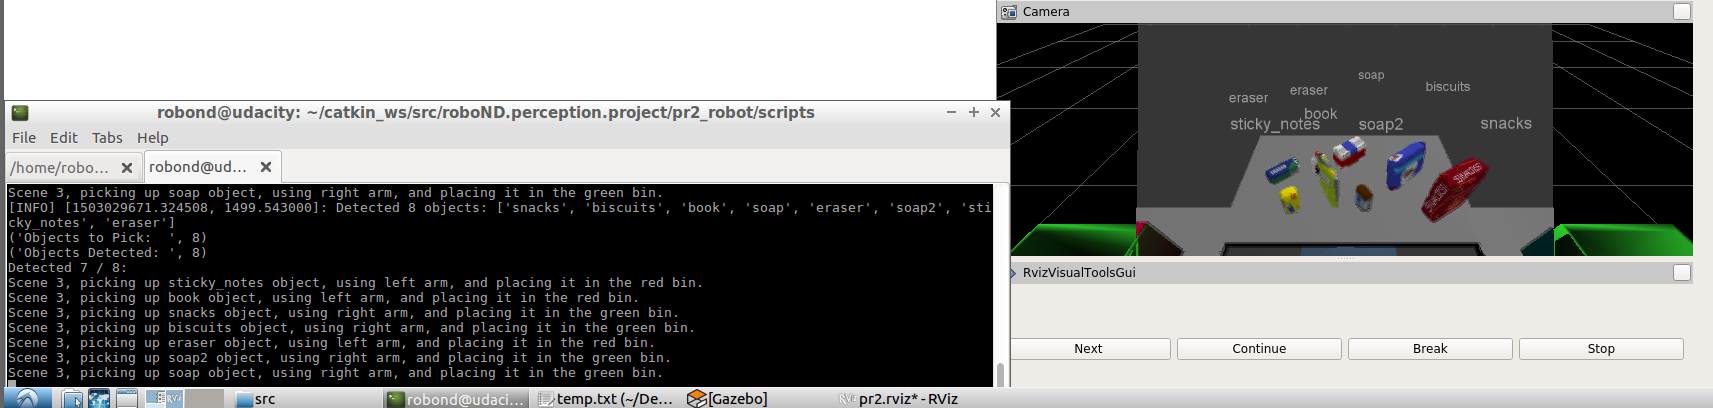 Camera
soap
biscuits
eraser
eraser
book
sticky_notes
soap2
snacks
robond@udacity: ~/catkin_ws/src/roboND.perception.project/pr2_robot/scripts
File Edit Tabs Help
/home/robo...
robond@ud...
Scene 3, picking up soap object, using right arm, and placing it in the green bin.
[INFO] [1503029671.324508, 1499.543000]: Detected 8 objects: ['snacks', 'biscuits', 'book', 'soap', 'eraser', 'soap2', 'sti
cky_notes', 'eraser']
('Objects to Pick:  ', 8)
('Objects Detected: ', 8)
Detected 7 / 8:
Scene 3, picking up sticky_notes object, using left arm, and placing it in the red bin.
Scene 3, picking up book object, using left arm, and placing it in the red bin.
Scene 3, picking up snacks object, using right arm, and placing it in the green bin.
Scene 3, picking up biscuits object, using right arm, and placing it in the green bin.
Scene 3, picking up eraser object, using left arm, and placing it in the red bin.
Scene 3, picking up soap2 object, using right arm, and placing it in the green bin.
Scene 3, picking up soap object, using right arm, and placing it in the green bin.
RvizVisualToolsGui
Next Continue Break Stop
RViz src robond@udaci... temp.txt (~/De... [Gazebo] RViz pr2.rviz* - RViz